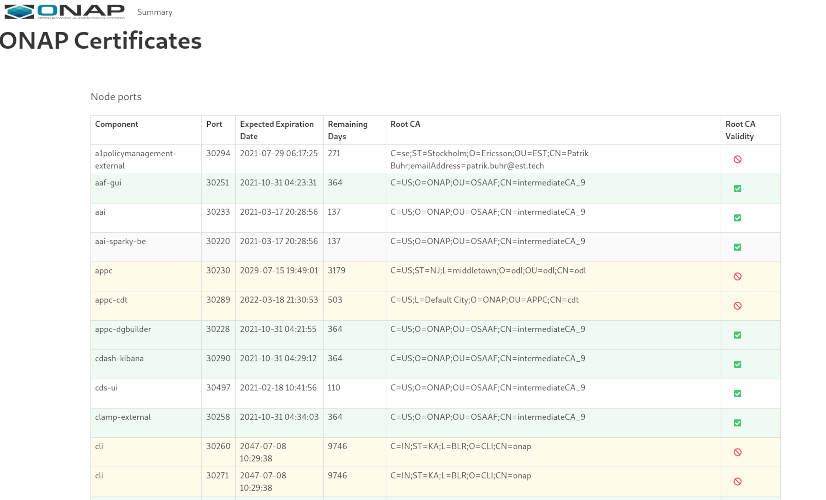 ONAP Summary
ONAP Certificates
Node ports
Component Port Expected Expiration Date Remaining Days Root CA Root CA Validity
a1policymanagement-external 30294 2021-07-29 06:17:25 271 C=se;ST=Stockholm;O=Ericsson;OU=EST;CN=Patrik Buhr;emailAddress=patrik.buhr@est.tech
aaf-gui 30251 2021-10-31 04:23:31 364 C=US;O=ONAP;OU=OSAAF;CN=intermediateCA_9
aai 30233 2021-03-17 20:28:56 137 C=US;O=ONAP;OU=OSAAF;CN=intermediateCA_9
aai-sparky-be 30220 2021-03-17 20:28:56 137 C=US;O=ONAP;OU=OSAAF;CN=intermediateCA_9
appc 30230 2029-07-15 19:49:01 3179 C=US;ST=NJ;L=middletown;O=odl;OU=odl;CN=odl
appc-cdt 30289 2022-03-18 21:30:53 503 C=US;L=Default City;O=ONAP;OU=APPC;CN=cdt
appc-dgbuilder 30228 2021-10-31 04:21:55 364 C=US;O=ONAP;OU=OSAAF;CN=intermediateCA_9
cdash-kibana 30290 2021-10-31 04:29:12 364 C=US;O=ONAP;OU=OSAAF;CN=intermediateCA_9
cds-ui 30497 2021-02-18 10:41:56 110 C=US;O=ONAP;OU=OSAAF;CN=intermediateCA_9
clamp-external 30258 2021-10-31 04:34:03 364 C=US;O=ONAP;OU=OSAAF;CN=intermediateCA_9
cli 30260 2047-07-08 10:29:38 9746 C=IN;ST=KA;L=BLR;O=CLI;CN=onap
cli 30271 2047-07-08 10:29:38 9746 C=IN;ST=KA;L=BLR;O=CLI;CN=onap